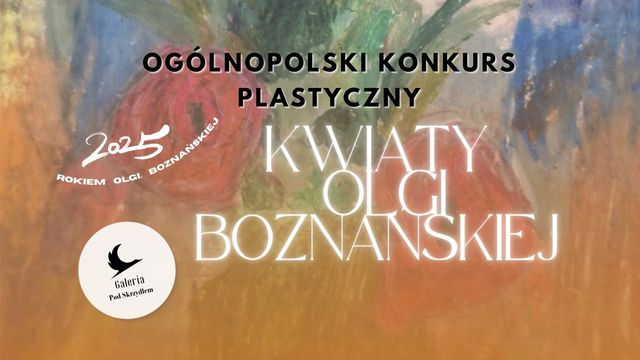 OGÓLNOPOLSKI KONKURS
PLASTYCZNY
2025
ROKIEM OLGI BOZNAŃSKIEJ
KWIATY
OLGI
BOZNAŃSKIEJ
Galeria
Pod Skrzydłem